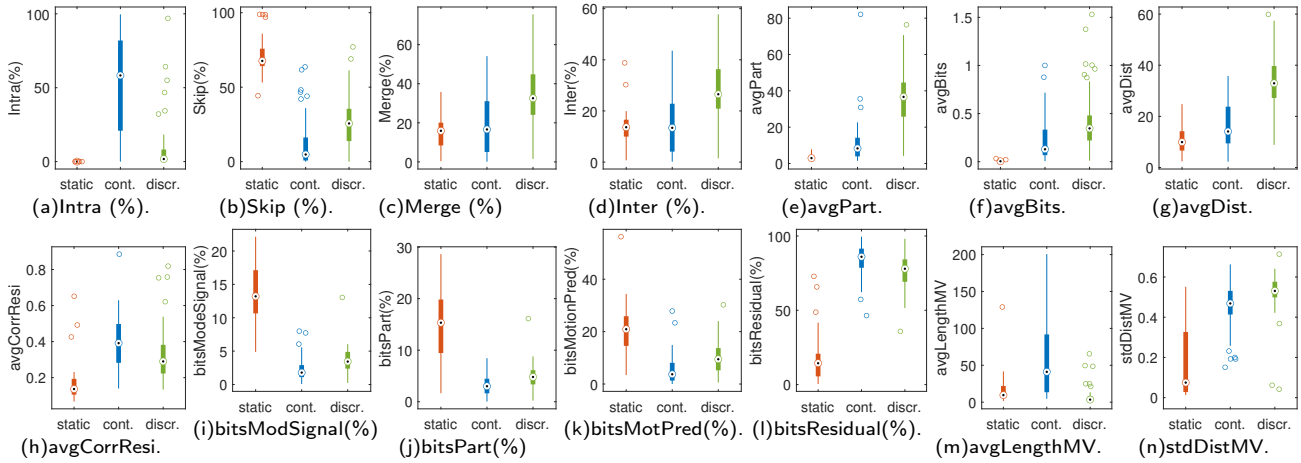 Intra(%)
100
50
0
static cont. discr.
(a)Intra (%).
Skip(%)
100
50
0
static cont. discr.
(b)Skip (%).
Merge(%)
60
40
20
0
static cont. discr.
(c)Merge (%)
Inter(%)
60
40
20
0
static cont. discr.
(d)Inter (%).
avgPart
80
60
40
20
0
static cont. discr.
(e)avgPart.
avgBits
1.5
1
0.5
0
static cont. discr.
(f)avgBits.
avgDist
60
40
20
0
static cont. discr.
(g)avgDist.
avgCorrResi
0.8
0.6
0.4
0.2
static cont. discr.
(h)avgCorrResi.
bitsModeSignal(%)
20
15
10
5
0
static cont. discr.
(i)bitsModSignal(%)
bitsPart(%)
30
20
10
0
static cont. discr.
(j)bitsPart(%)
bitsMotionPred(%)
60
40
20
0
static cont. discr.
(k)bitsMotPred(%).
bitsResidual(%)
100
50
0
static cont. discr.
(l)bitsResidual(%).
avgLengthMV
200
150
100
50
0
static cont. discr.
(m)avgLengthMV.
stdDistMV
0.6
0.4
0.2
0
static cont. discr.
(n)stdDistMV.